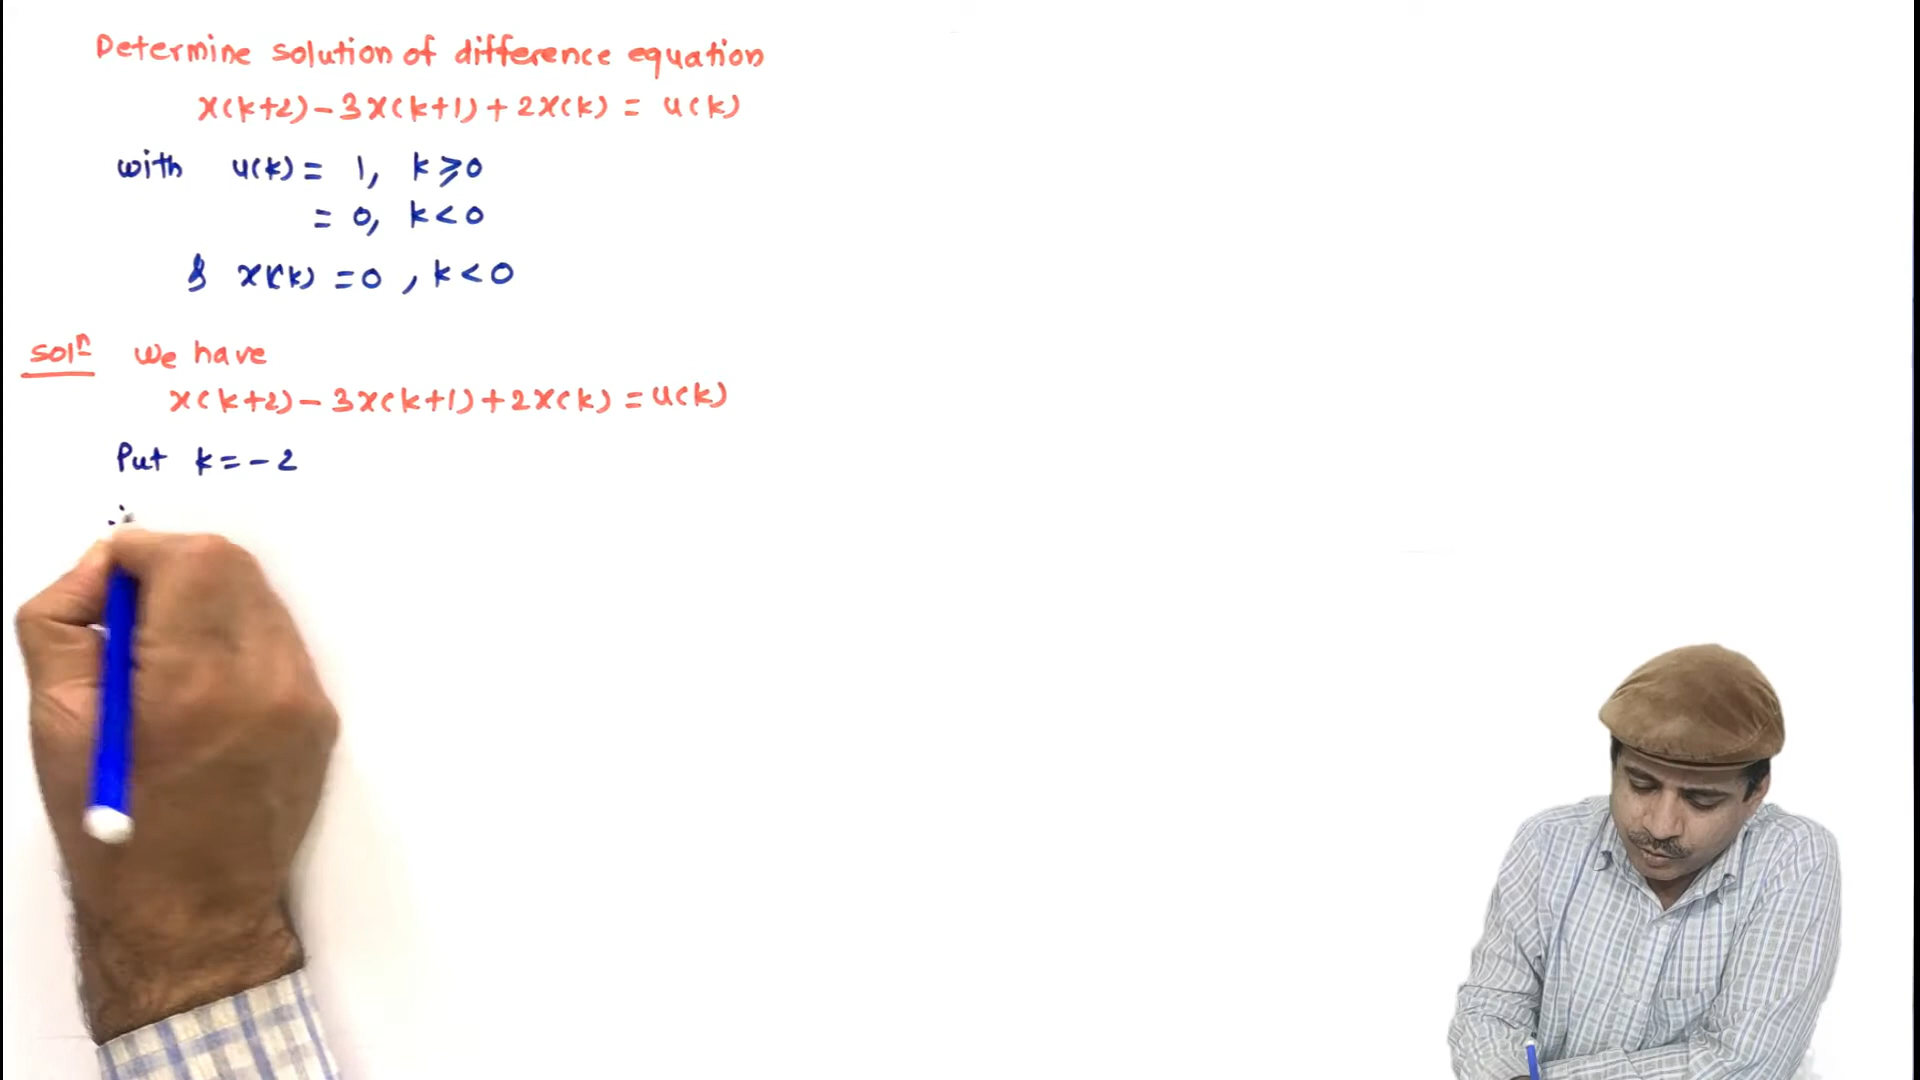 Determine solution of difference equation
x(k+2) - 3x(k+1) + 2x(k) = u(k)
with u(k) = 1, k ⩾ 0
= 0, k < 0
& x(k) = 0, k < 0
solⁿ We have
x(k+2) - 3x(k+1) + 2x(k) = u(k)
Put k = -2
∴